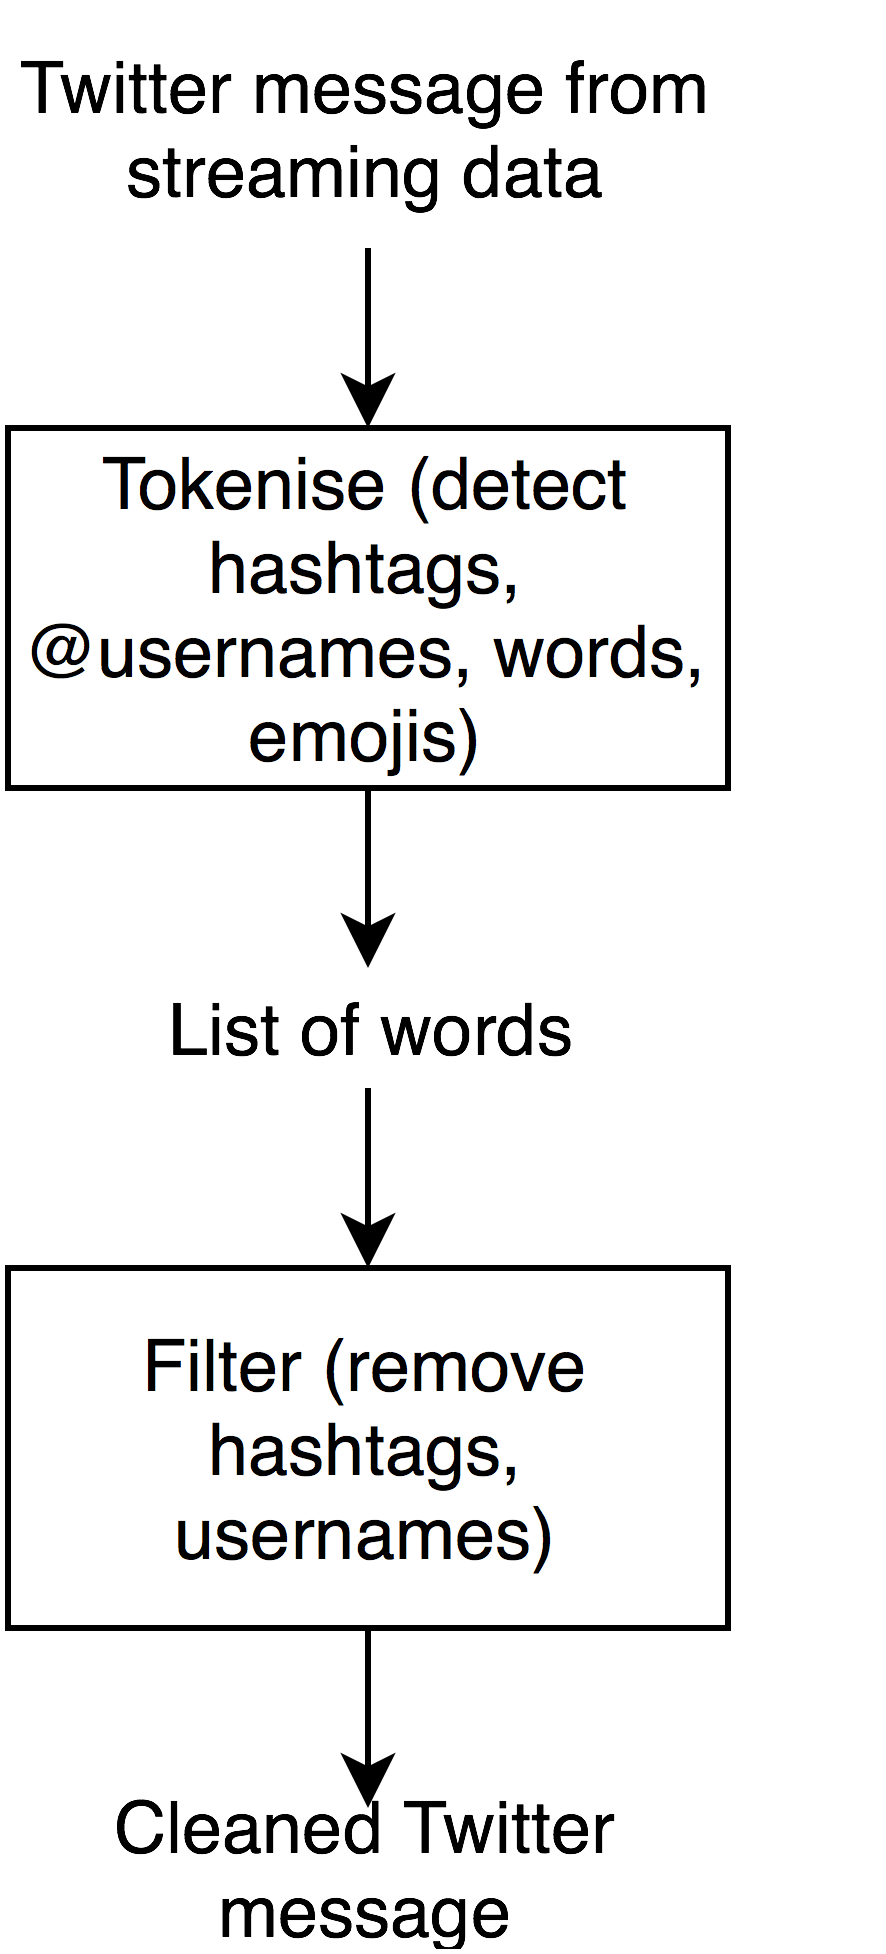 Twitter message from
streaming data
Tokenise (detect
hashtags,
@usernames, words,
emojis)
List of words
Filter (remove
hashtags,
usernames)
Cleaned Twitter
message